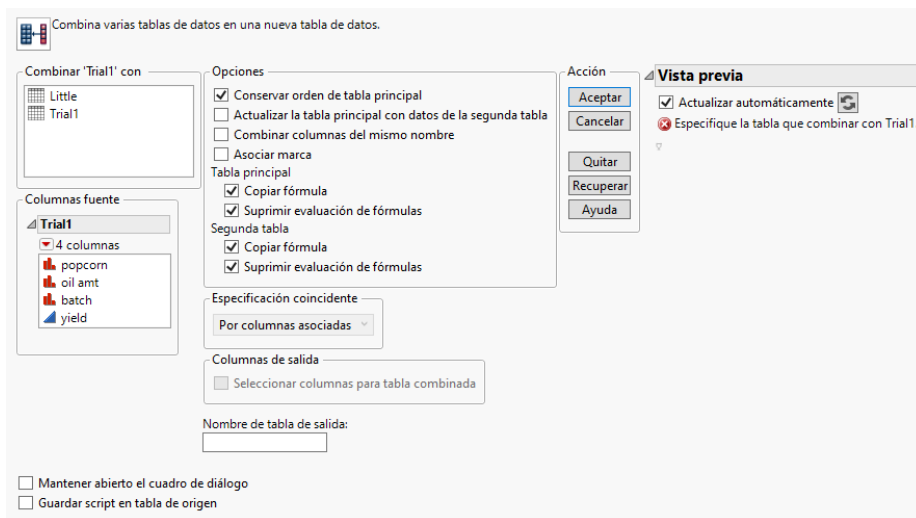 Combina varias tablas de datos en una nueva tabla de datos.
Combinar 'Trial1' con
Little
Trial1
Columnas fuente
Trial1
4 columnas
popcorn
oil amt
batch
yield
Opciones
Conservar orden de tabla principal
Actualizar la tabla principal con datos de la segunda tabla
Combinar columnas del mismo nombre
Asociar marca
Tabla principal
Copiar fórmula
Suprimir evaluación de fórmulas
Segunda tabla
Copiar fórmula
Suprimir evaluación de fórmulas
Especificación coincidente
Por columnas asociadas
Columnas de salida
Seleccionar columnas para tabla combinada
Nombre de tabla de salida:
Acción
Aceptar
Cancelar
Quitar
Recuperar
Ayuda
Vista previa
Actualizar automáticamente
Especifique la tabla que combinar con Trial1
Mantener abierto el cuadro de diálogo
Guardar script en tabla de origen